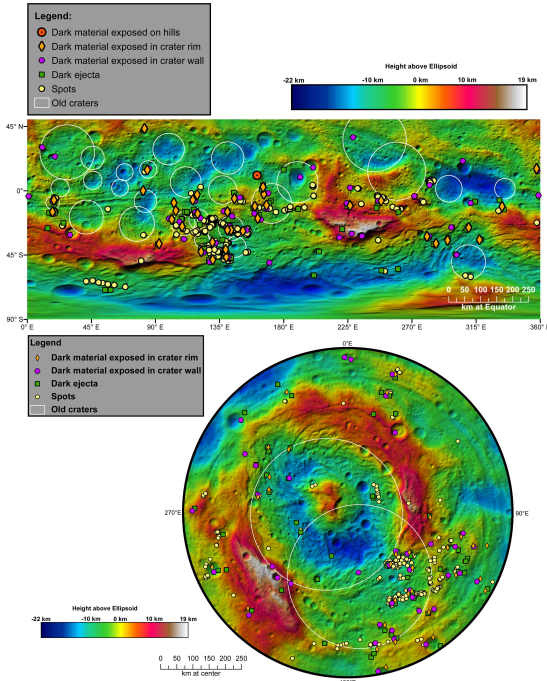 Legend:
Dark material exposed on hills
Dark material exposed in crater rim
Dark material exposed in crater wall
Dark ejecta
Spots
Old craters
Height above Ellipsoid
-22 km -10 km 0 km 10 km 19 km
45° N
0°
45° S
90° S
0 50 100 150 200 250
km at Equator
0° E 45° E 90° E 135° E 180° E 225° E 270° E 315° E 360° E
Legend
Dark material exposed in crater rim
Dark material exposed in crater wall
Dark ejecta
Spots
Old craters
0°E
270°E
90°E
Height above Ellipsoid
-22 km -10 km 0 km 10 km 19 km
0 50 100 150 200 250
km at center